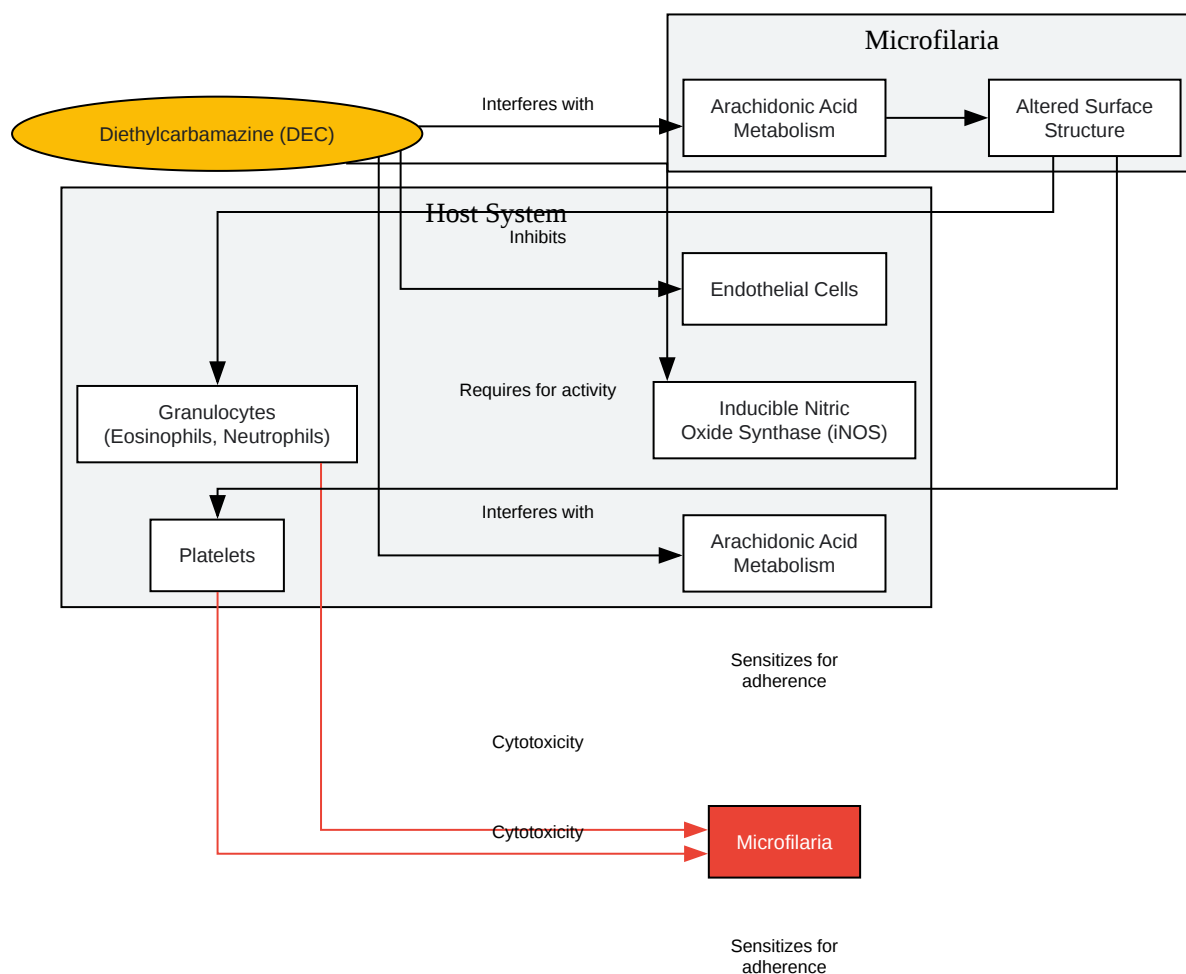 Microfilaria
Interferes with
Arachidonic Acid
Metabolism
Altered Surface
Structure
Diethylcarbamazine (DEC)
Host System
Inhibits
Endothelial Cells
Requires for activity
Inducible Nitric
Oxide Synthase (iNOS)
Granulocytes
(Eosinophils, Neutrophils)
Interferes with
Arachidonic Acid
Metabolism
Platelets
Sensitizes for
adherence
Cytotoxicity
Cytotoxicity
Microfilaria
Sensitizes for
adherence